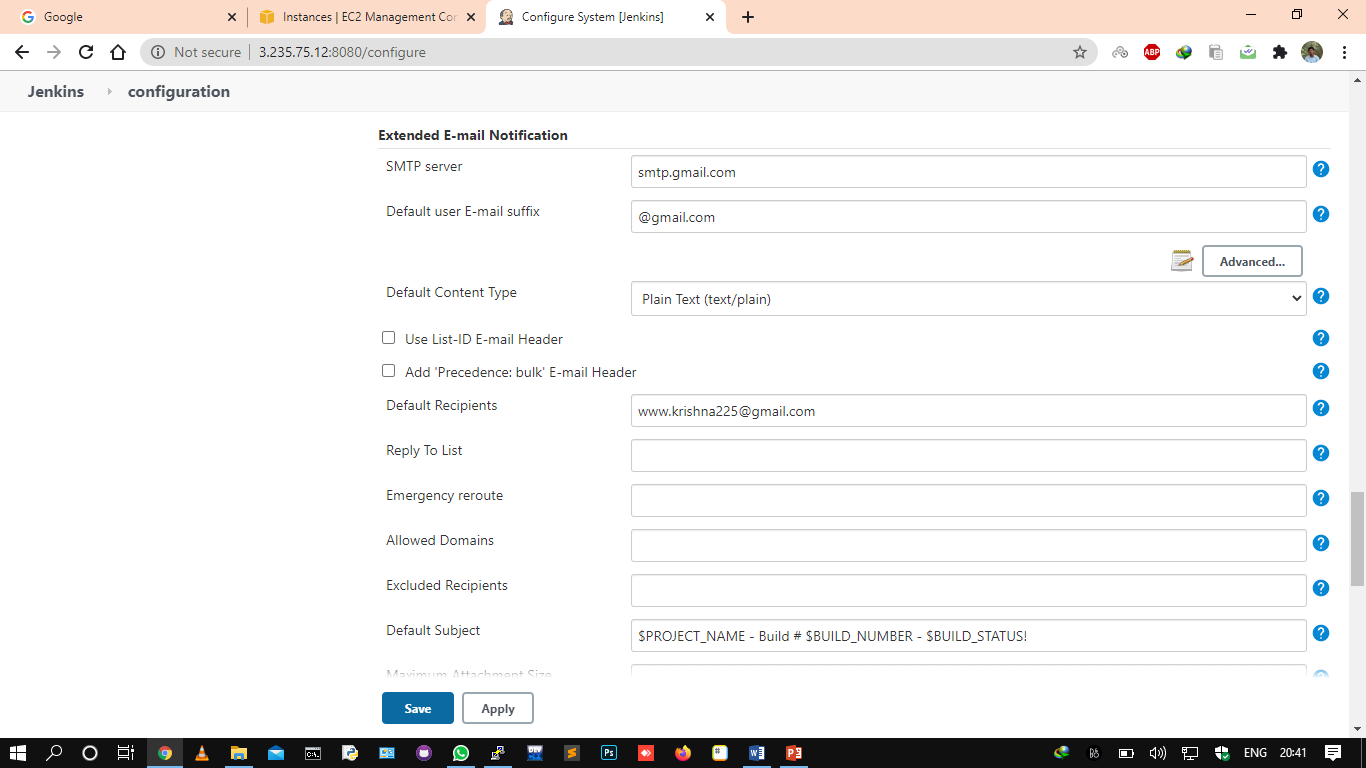 Google
Instances | EC2 Management Cor
Configure System [Jenkins]
Not secure
3.235.75.12:8080/configure
ABP
Jenkins
configuration
Extended E-mail Notification
SMTP server
smtp.gmail.com
Default user E-mail suffix
@gmail.com
Advanced...
Default Content Type
Plain Text (text/plain)
Use List-ID E-mail Header
Add 'Precedence: bulk' E-mail Header
Default Recipients
www.krishna225@gmail.com
Reply To List
Emergency reroute
Allowed Domains
Excluded Recipients
Default Subject
$PROJECT_NAME - Build # $BUILD_NUMBER - $BUILD_STATUS!
Maximum Attachment Size
Save
Apply
ENG
20:41